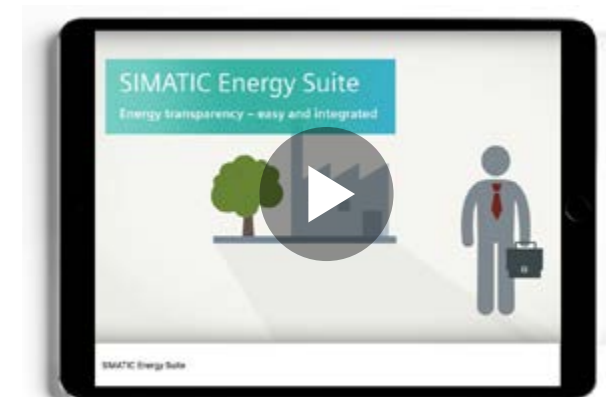 SIMATIC Energy Suite
Energy transparency – easy and integrated
SIMATIC Energy Suite